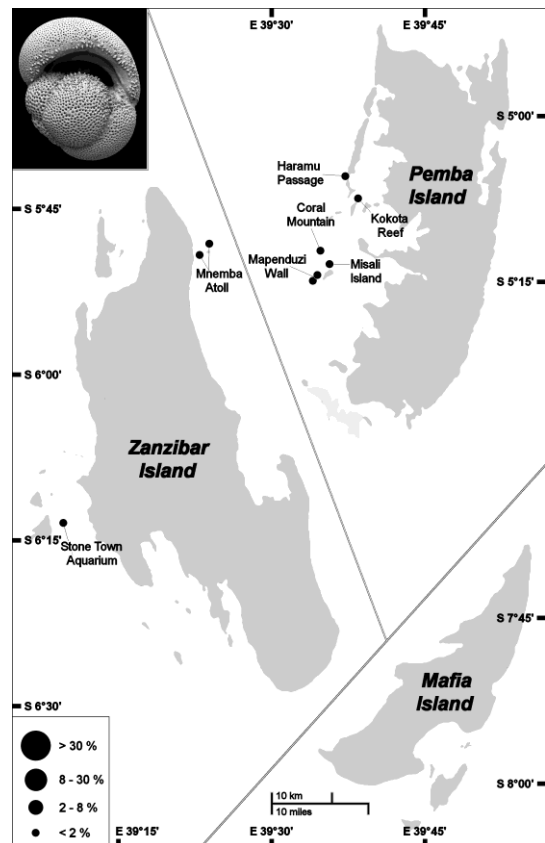 E 39°30'
E 39°45'
S 5°00'
Haramu
Passage
Pemba
Island
Coral
Mountain
Kokota
Reef
S 5°45'
Mnemba
Atoll
Mapenduzi
Wall
Misali
Island
S 5°15'
S 6°00'
Zanzibar
Island
Stone Town
Aquarium
S 6°15'
S 7°45'
Mafia
Island
S 6°30'
> 30 %
8 - 30 %
2 - 8 %
< 2 %
10 km
10 miles
S 8°00'
E 39°15'
E 39°30'
E 39°45'